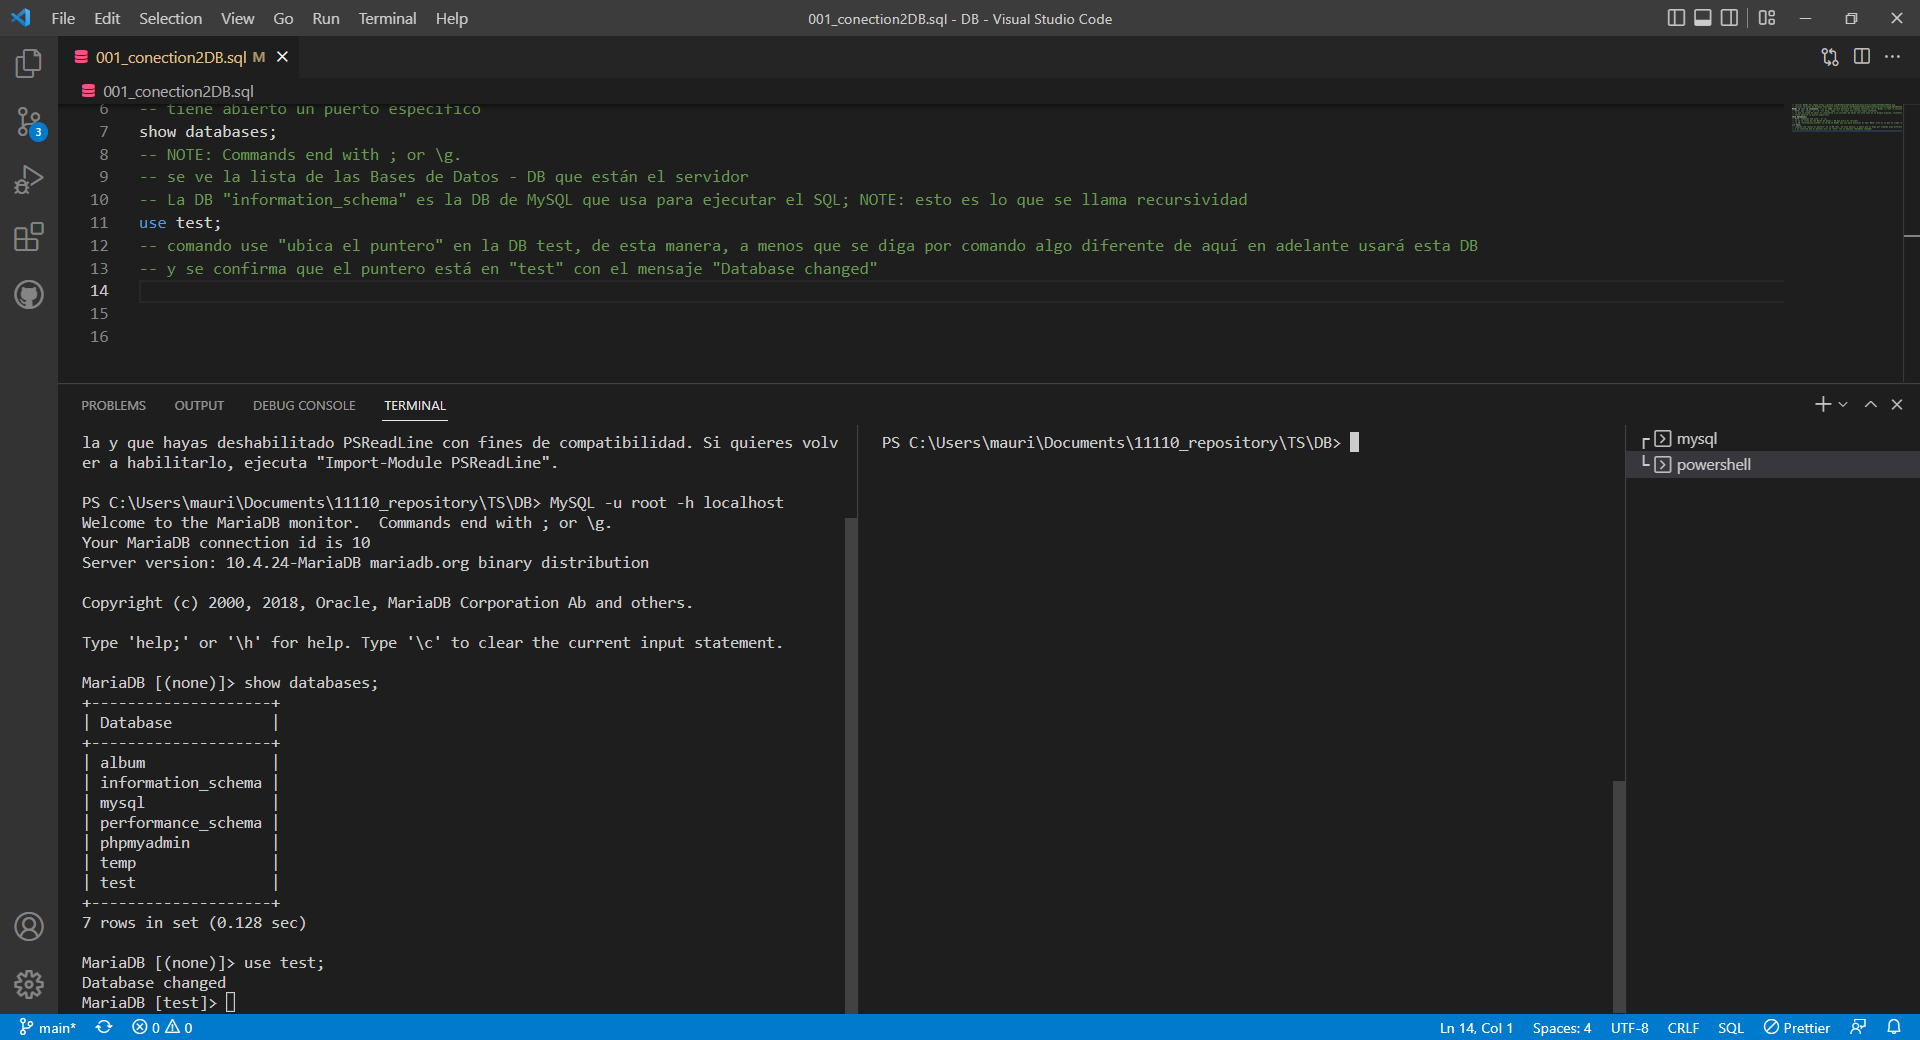 File Edit Selection View Go Run Terminal Help
001_conection2DB.sql - DB - Visual Studio Code
001_conection2DB.sql M
001_conection2DB.sql
6 -- tiene abierto un puerto especifico
7 show databases;
8 -- NOTE: Commands end with ; or \g.
9 -- se ve la lista de las Bases de Datos - DB que están el servidor
10 -- La DB "information_schema" es la DB de MySQL que usa para ejecutar el SQL; NOTE: esto es lo que se llama recursividad
11 use test;
12 -- comando use "ubica el puntero" en la DB test, de esta manera, a menos que se diga por comando algo diferente de aquí en adelante usará esta DB
13 -- y se confirma que el puntero está en "test" con el mensaje "Database changed"
14
15
16
3
PROBLEMS OUTPUT DEBUG CONSOLE TERMINAL
la y que hayas deshabilitado PSReadLine con fines de compatibilidad. Si quieres volv
er a habilitarlo, ejecuta "Import-Module PSReadLine".
PS C:\Users\mauri\Documents\11110_repository\TS\DB> MySQL -u root -h localhost
Welcome to the MariaDB monitor.  Commands end with ; or \g.
Your MariaDB connection id is 10
Server version: 10.4.24-MariaDB mariadb.org binary distribution
Copyright (c) 2000, 2018, Oracle, MariaDB Corporation Ab and others.
Type 'help;' or '\h' for help. Type '\c' to clear the current input statement.
MariaDB [(none)]> show databases;
+--------------------+
| Database           |
+--------------------+
| album              |
| information_schema |
| mysql              |
| performance_schema |
| phpmyadmin         |
| temp               |
| test               |
+--------------------+
7 rows in set (0.128 sec)
MariaDB [(none)]> use test;
Database changed
MariaDB [test]>
PS C:\Users\mauri\Documents\11110_repository\TS\DB>
mysql
powershell
main* 0 0
Ln 14, Col 1 Spaces: 4 UTF-8 CRLF SQL Prettier